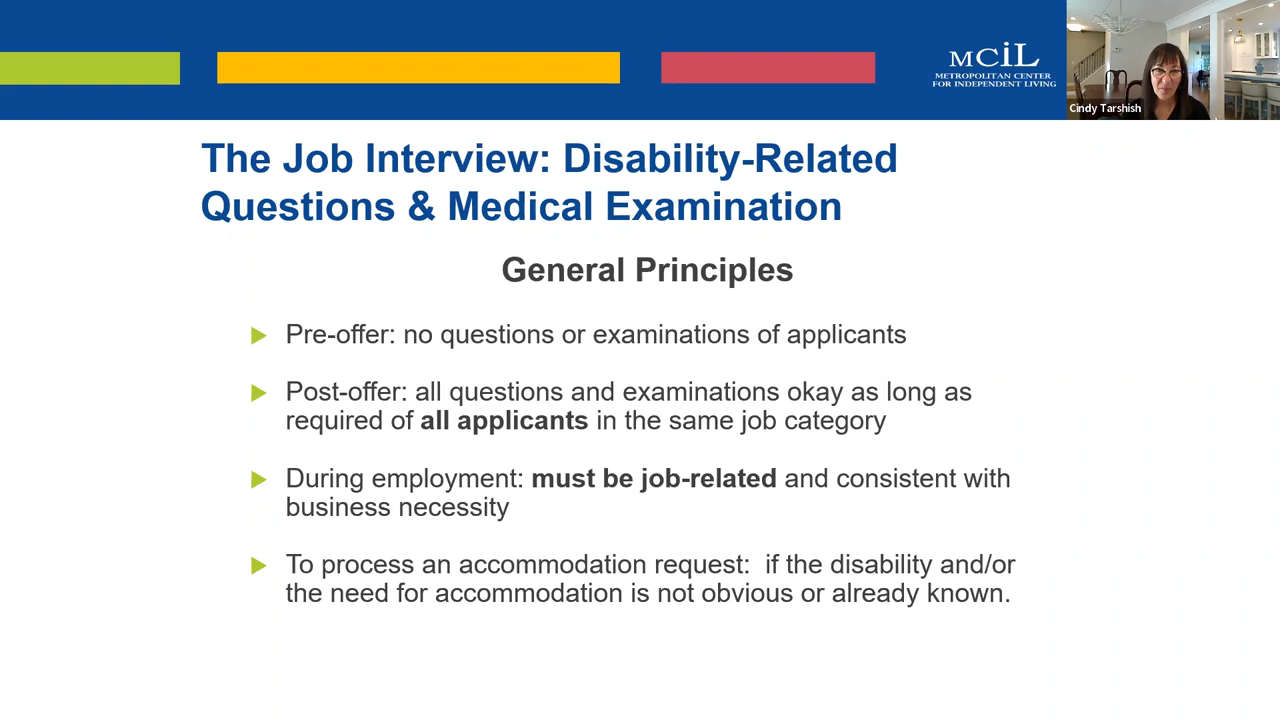 MCiL
METROPOLITAN CENTER
FOR INDEPENDENT LIVING
Cindy Tarshish
The Job Interview: Disability-Related
Questions & Medical Examination
General Principles
Pre-offer: no questions or examinations of applicants
Post-offer: all questions and examinations okay as long as
required of all applicants in the same job category
During employment: must be job-related and consistent with
business necessity
To process an accommodation request:  if the disability and/or
the need for accommodation is not obvious or already known.